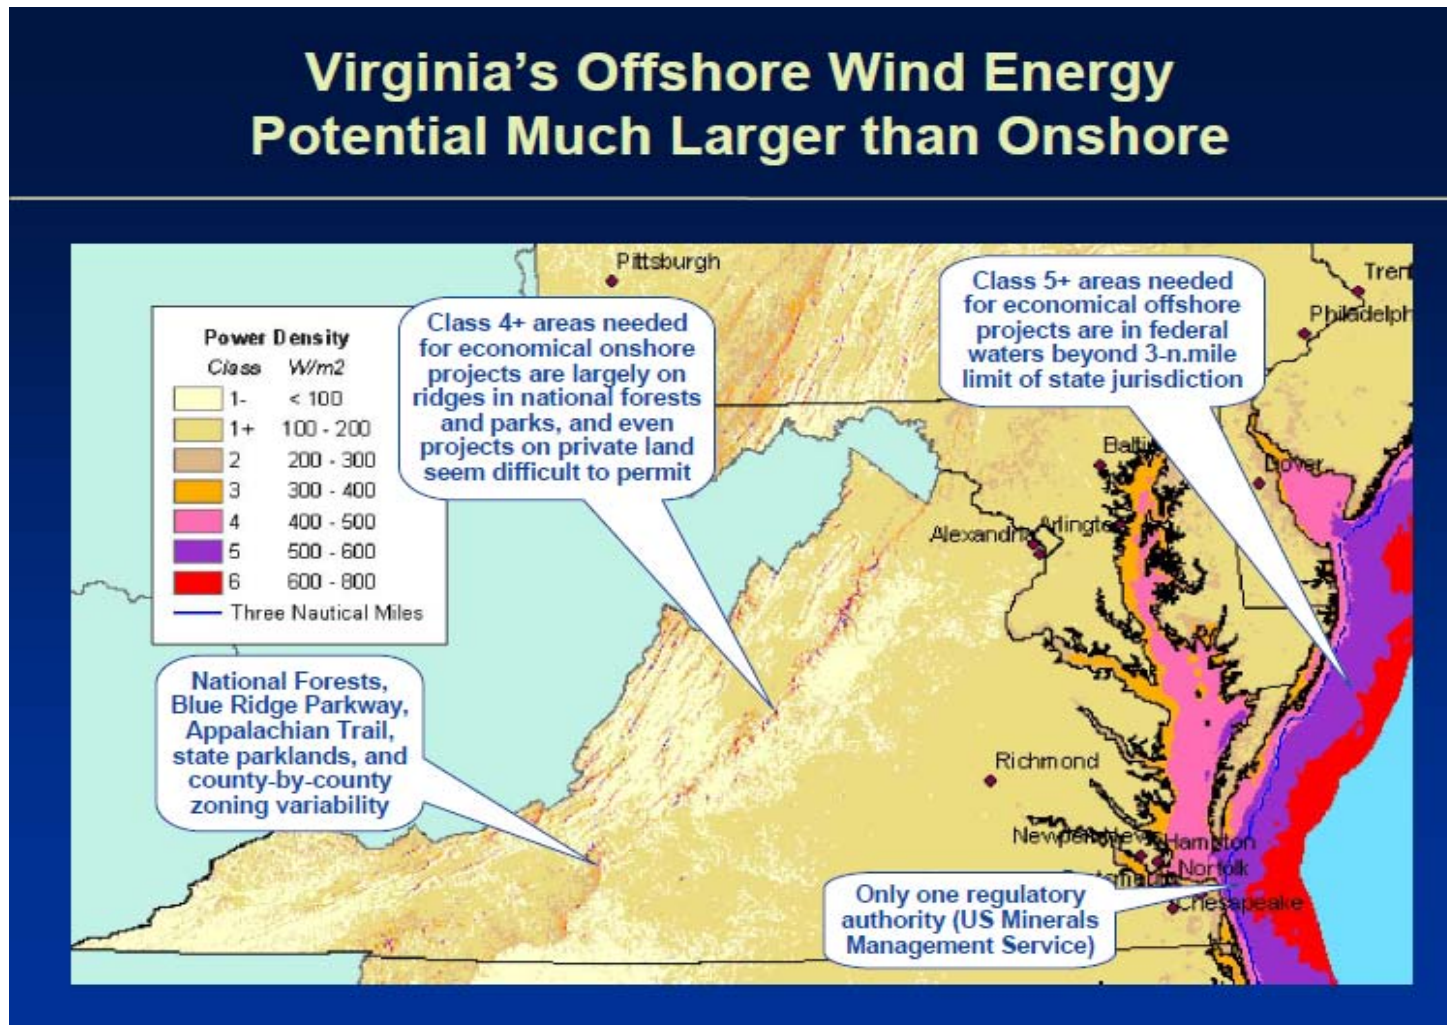 Virginia's Offshore Wind Energy
Potential Much Larger than Onshore
Pittsburgh
Trent
Philadelph
Class 4+ areas needed
for economical onshore
projects are largely on
ridges in national forests
and parks, and even
projects on private land
seem difficult to permit
Class 5+ areas needed
for economical offshore
projects are in federal
waters beyond 3-n.mile
limit of state jurisdiction
Power Density
Class W/m2
1- < 100
1+ 100 - 200
2 200 - 300
3 300 - 400
4 400 - 500
5 500 - 600
6 600 - 800
Three Nautical Miles
Dover
Alexandria
Arlington
National Forests,
Blue Ridge Parkway,
Appalachian Trail,
state parklands, and
county-by-county
zoning variability
Richmond
Hampton
Norfolk
Chesapeake
Only one regulatory
authority (US Minerals
Management Service)